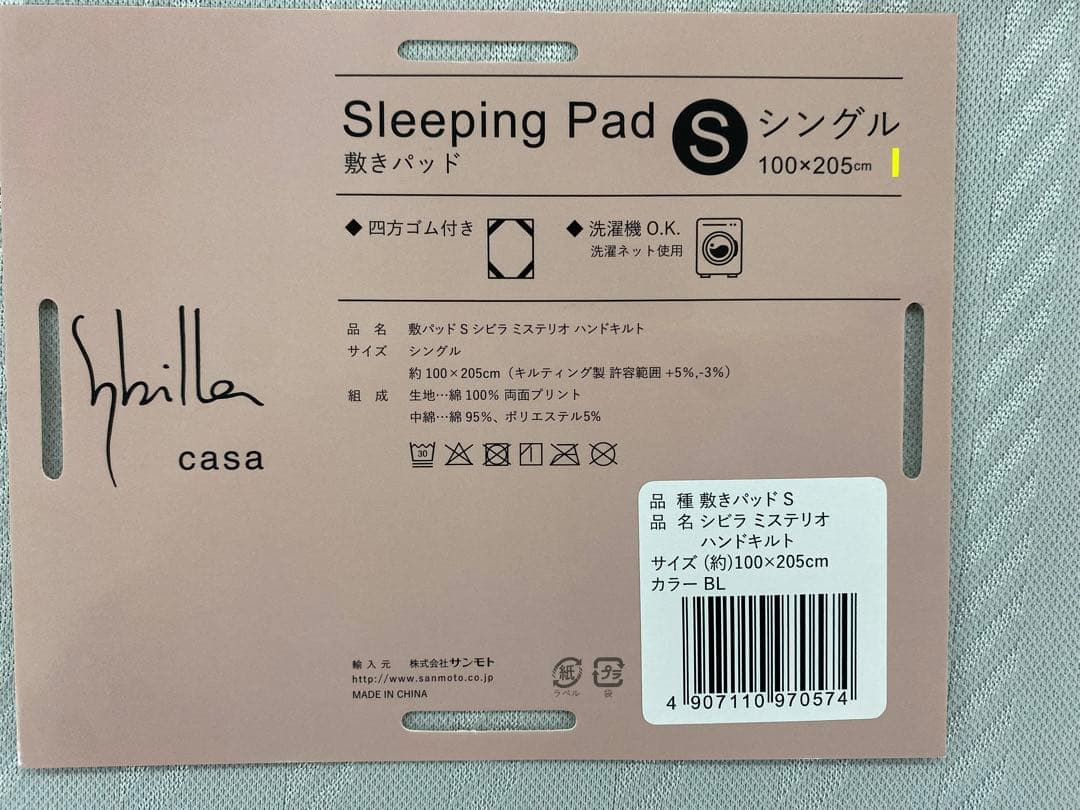 Sleeping Pad S シングル
敷きパッド 100×205cm
◆ 四方ゴム付き ◆ 洗濯機 O.K.
洗濯ネット使用
Sybilla
casa
品 名 敷パッド S シビラ ミステリオ ハンドキルト
サイズ シングル
約 100×205cm（キルティング製 許容範囲 +5%,-3%）
組 成 生地…綿 100% 両面プリント
中綿…綿 95%、ポリエステル5%
30
品 種 敷きパッド S
品 名 シビラ ミステリオ
ハンドキルト
サイズ (約)100×205cm
カラー BL
4 907110 970574
輸 入 元 株式会社サンモト
http://www.sanmoto.co.jp
MADE IN CHINA
紙
ラベル
プラ
袋